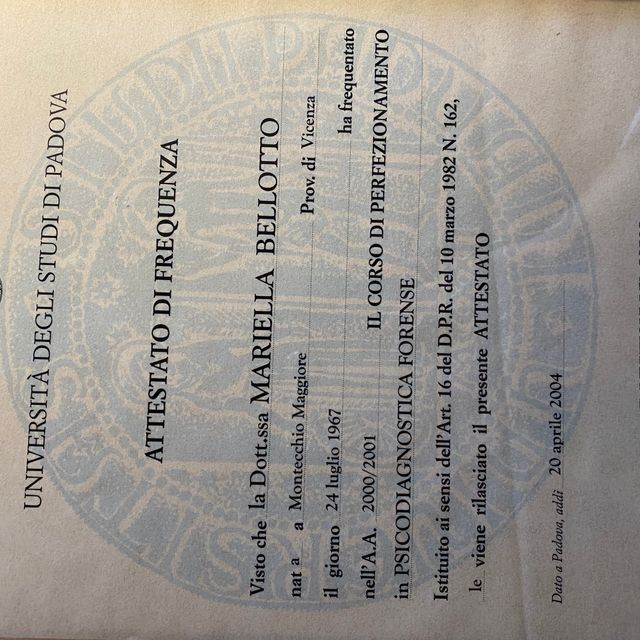 UNIVERSITÀ DEGLI STUDI DI PADOVA
ATTESTATO DI FREQUENZA
Visto che la Dott.ssa MARIELLA BELLOTTO
nat a a Montecchio Maggiore Prov. di Vicenza
il giorno 24 luglio 1967 ha frequentato
nell'A.A. 2000/2001 IL CORSO DI PERFEZIONAMENTO
in PSICODIAGNOSTICA FORENSE
Istituito ai sensi dell'Art. 16 del D.P.R. del 10 marzo 1982 N. 162,
le viene rilasciato il presente ATTESTATO
Dato a Padova, addì 20 aprile 2004